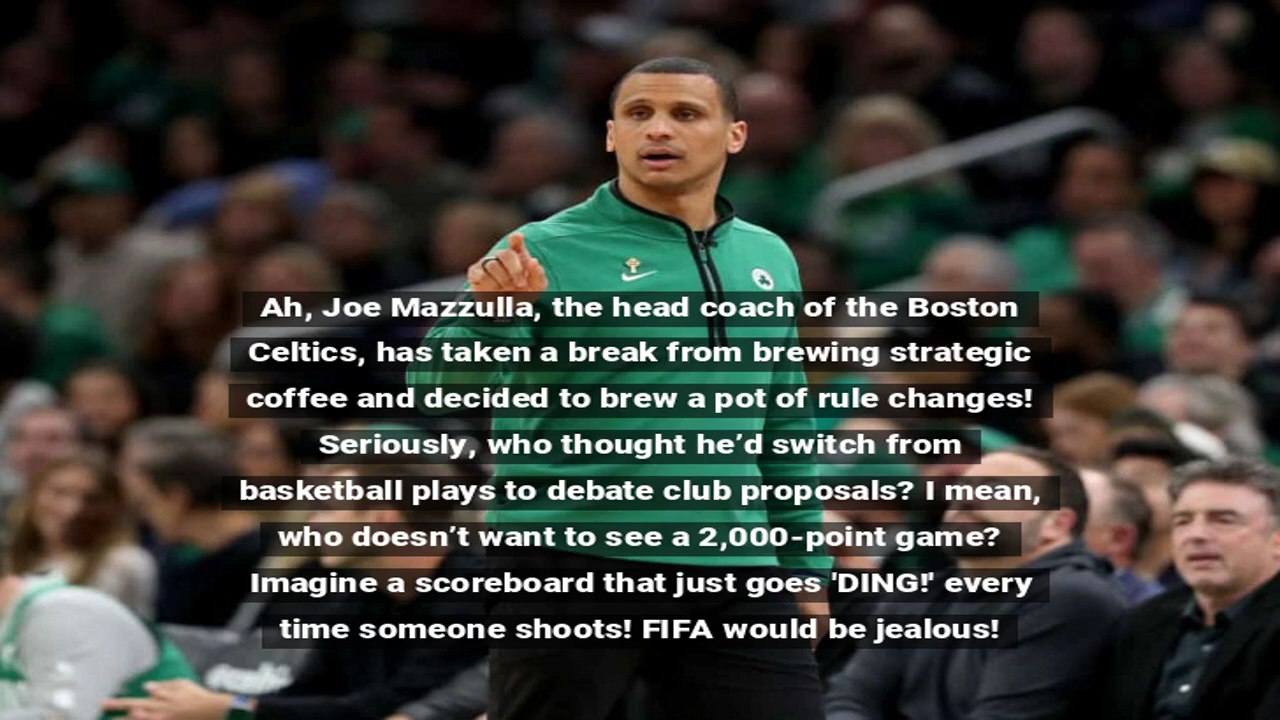 Ah, Joe Mazzulla, the head coach of the Boston
Celtics, has taken a break from brewing strategic
coffee and decided to brew a pot of rule changes!
Seriously, who thought he’d switch from
basketball plays to debate club proposals? I mean,
who doesn’t want to see a 2,000-point game?
Imagine a scoreboard that just goes 'DING!' every
time someone shoots! FIFA would be jealous!